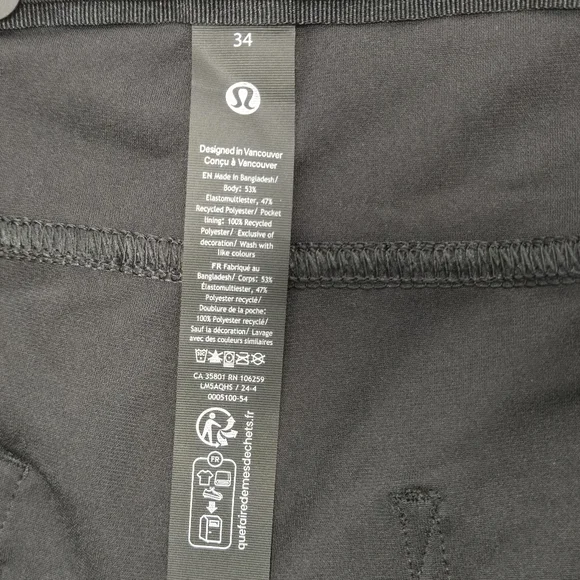 34
Designed in Vancouver
Conçu à Vancouver
EN Made in Bangladesh/
Body: 53%
Elastomultiester, 47%
Recycled Polyester/ Pocket
lining: 100% Recycled
Polyester/ Exclusive of
decoration/ Wash with
like colours
FR Fabriqué au
Bangladesh/ Corps: 53%
Élastomultiester, 47%
Polyester recyclé/
Doublure de la poche:
100% Polyester recyclé/
Sauf la décoration/ Lavage
avec des couleurs similaires
CA 35801 RN 106259
LM5AQHS / 24-4
0005100-54
FR
quefairedemesdechets.fr